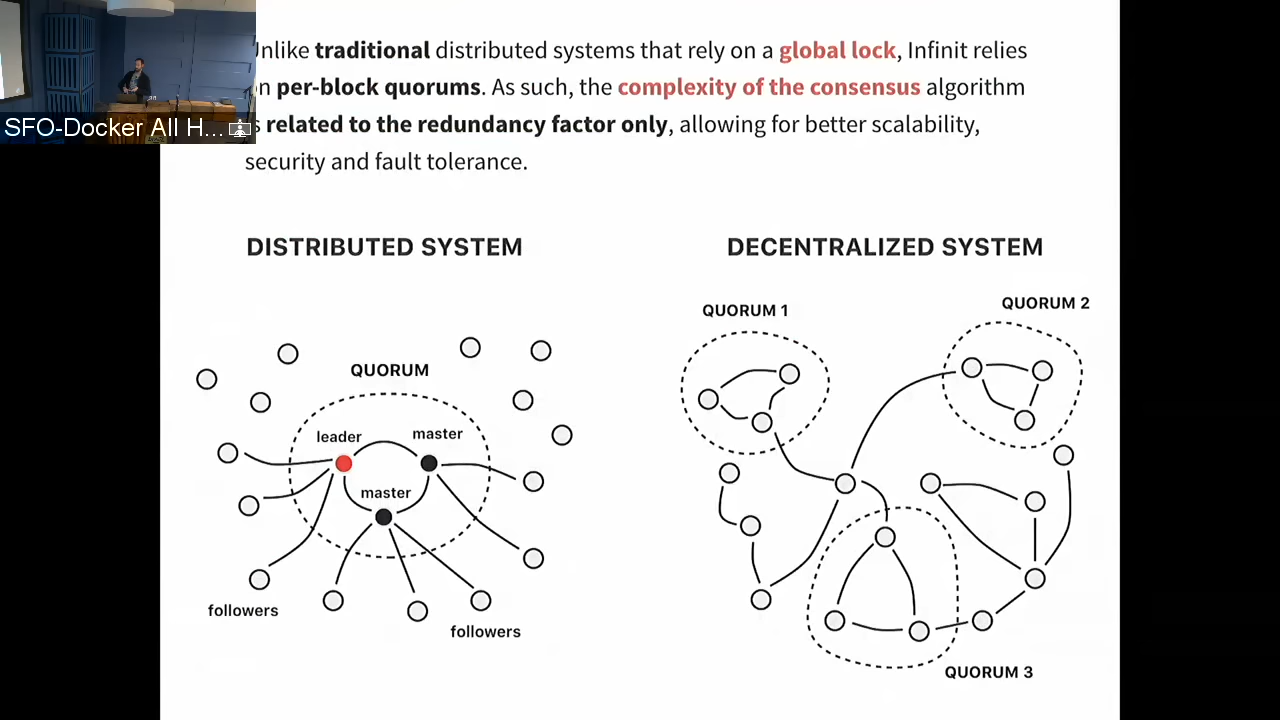 nlike traditional distributed systems that rely on a global lock, Infinit relies
n per-block quorums. As such, the complexity of the consensus algorithm
SFO-Docker All H...
s related to the redundancy factor only, allowing for better scalability,
security and fault tolerance.
DISTRIBUTED SYSTEM
DECENTRALIZED SYSTEM
QUORUM 1
QUORUM 2
QUORUM
leader
master
master
followers
followers
QUORUM 3